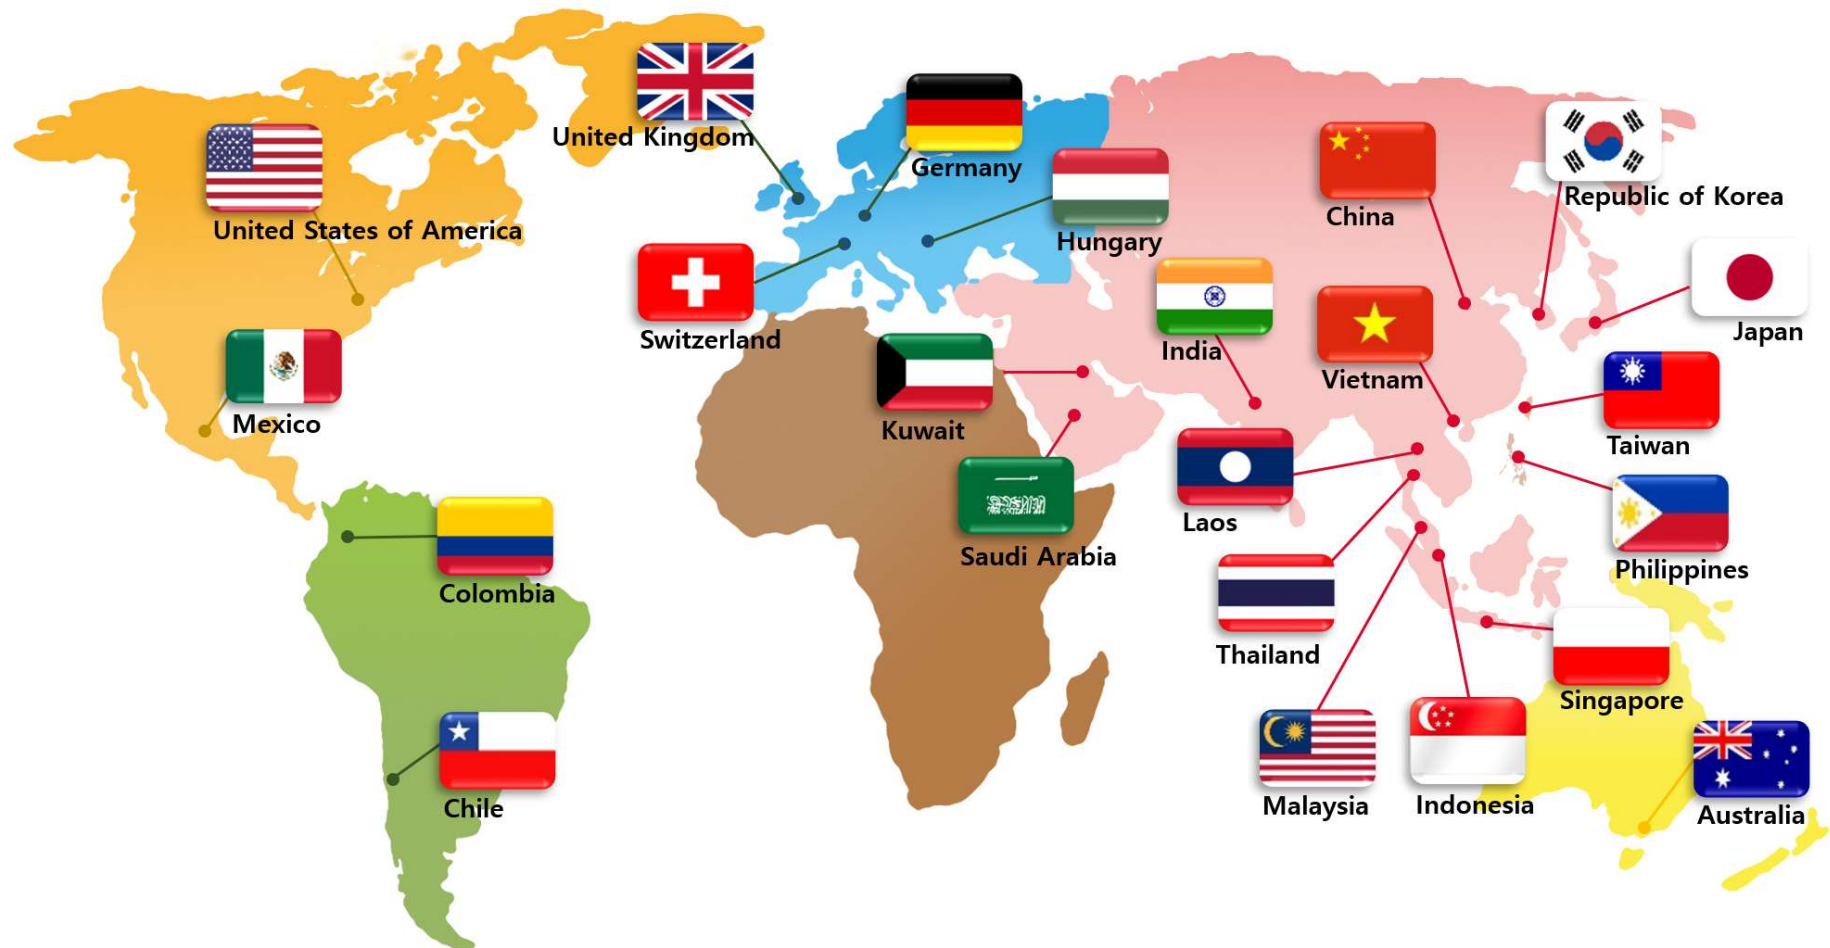 United Kingdom
Germany
United States of America
Hungary
China
Republic of Korea
Switzerland
India
Vietnam
Japan
Mexico
Kuwait
Taiwan
Laos
Saudi Arabia
Philippines
Colombia
Thailand
Singapore
Chile
Malaysia
Indonesia
Australia